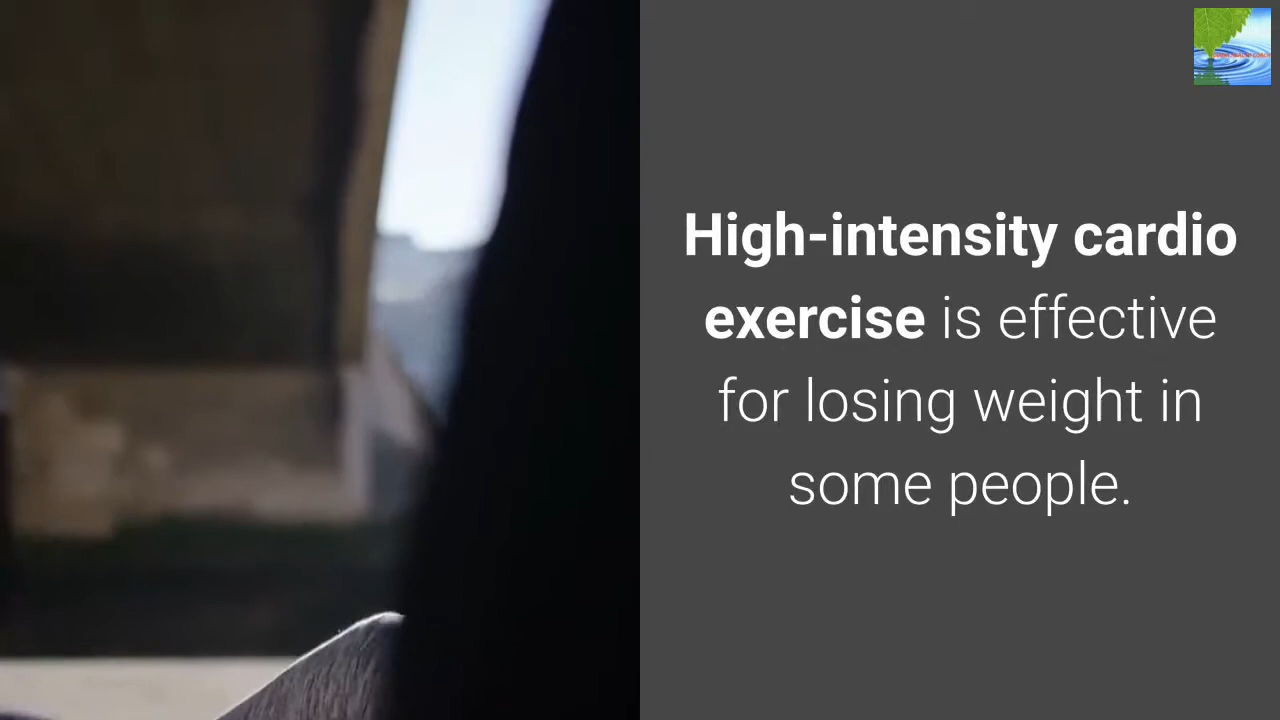 High-intensity cardio
exercise is effective
for losing weight in
some people.